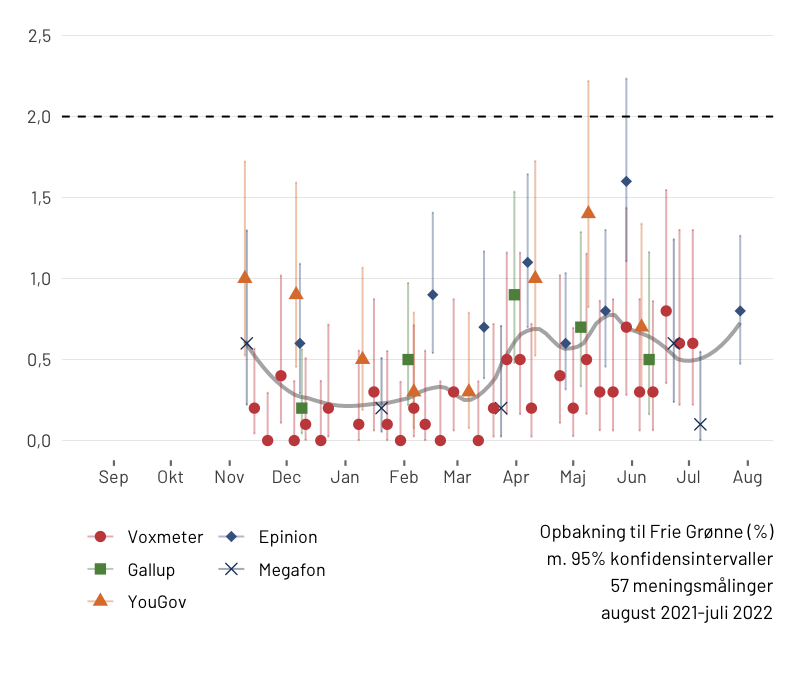 2,5
2,0
1,5
1,0
0,5
0,0
Sep Okt Nov Dec Jan Feb Mar Apr Maj Jun Jul Aug
Voxmeter Epinion
Gallup Megafon
YouGov
Opbakning til Frie Grønne (%)
m. 95% konfidensintervaller
57 meningsmålinger
august 2021-juli 2022